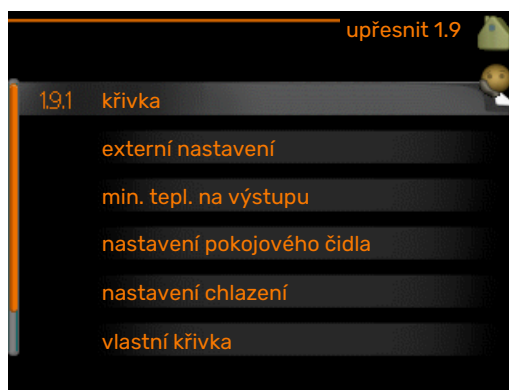 upřesnit 1.9
1.9.1 křivka
externí nastavení
min. tepl. na výstupu
nastavení pokojového čidla
nastavení chlazení
vlastní křivka